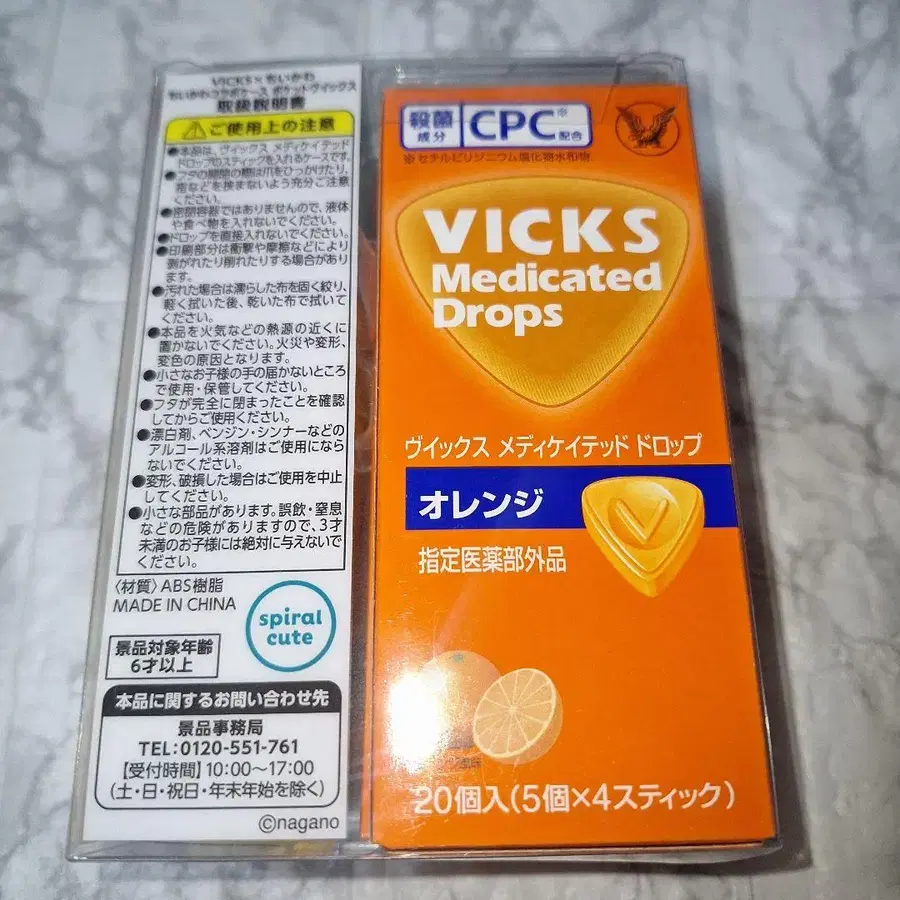 VICKS×ちいかわ
ちいかわコラボケース ポケットヴイックス
取扱説明書
ご使用上の注意
●本品は、ヴイックス メディケイテッド
ドロップのスティックを入れるケースです。
●フタの開閉の際は爪をひっかけたり、
指などを挟まないよう充分ご注意
ください。
●密閉容器ではありませんので、液体
や食べ物を入れないでください。
●ドロップを直接入れないでください。
●印刷部分は衝撃や摩擦などにより
剥がれたり削れたりする場合があり
ます。
●汚れた場合は濡らした布を固く絞り、
軽く拭いた後、乾いた布で拭いて
ください。
●本品を火気などの熱源の近くに
置かないでください。火災や変形、
変色の原因となります。
●小さなお子様の手の届かないところ
で使用・保管してください。
●フタが完全に閉まったことを確認
してからご使用ください。
●漂白剤、ベンジン・シンナーなどの
アルコール系溶剤はご使用になら
ないでください。
●変形、破損した場合はご使用を中止
してください。
●小さな部品があります。誤飲・窒息
などの危険がありますので、3才
未満のお子様には絶対に与えないで
ください。
〈材質〉ABS樹脂
MADE IN CHINA
spiral
cute
景品対象年齢
6才以上
本品に関するお問い合わせ先
景品事務局
TEL:0120-551-761
【受付時間】10:00～17:00
(土・日・祝日・年末年始を除く)
©nagano
殺菌
成分
CPC※
配合
※セチルピリジニウム塩化物水和物
VICKS
Medicated
Drops
ヴイックス メディケイテッド ドロップ
オレンジ
指定医薬部外品
風味
20個入(5個×4スティック)